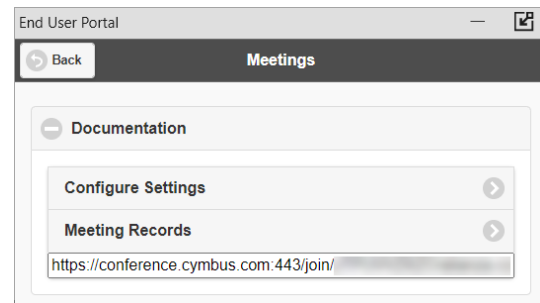 End User Portal
Back
Meetings
Documentation
Configure Settings
Meeting Records
https://conference.cymbus.com:443/join/